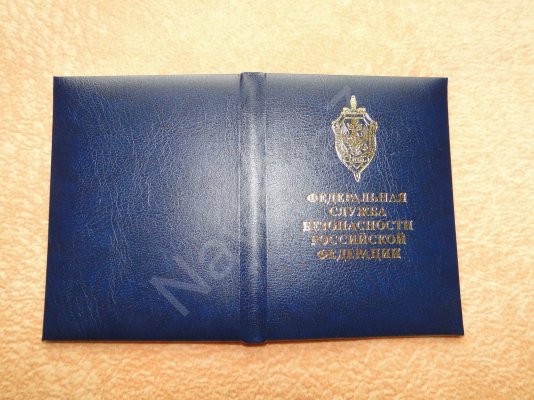 ФЕДЕРАЛЬНАЯ
СЛУЖБА
БЕЗОПАСНОСТИ
РОССИЙСКОЙ
ФЕДЕРАЦИИ